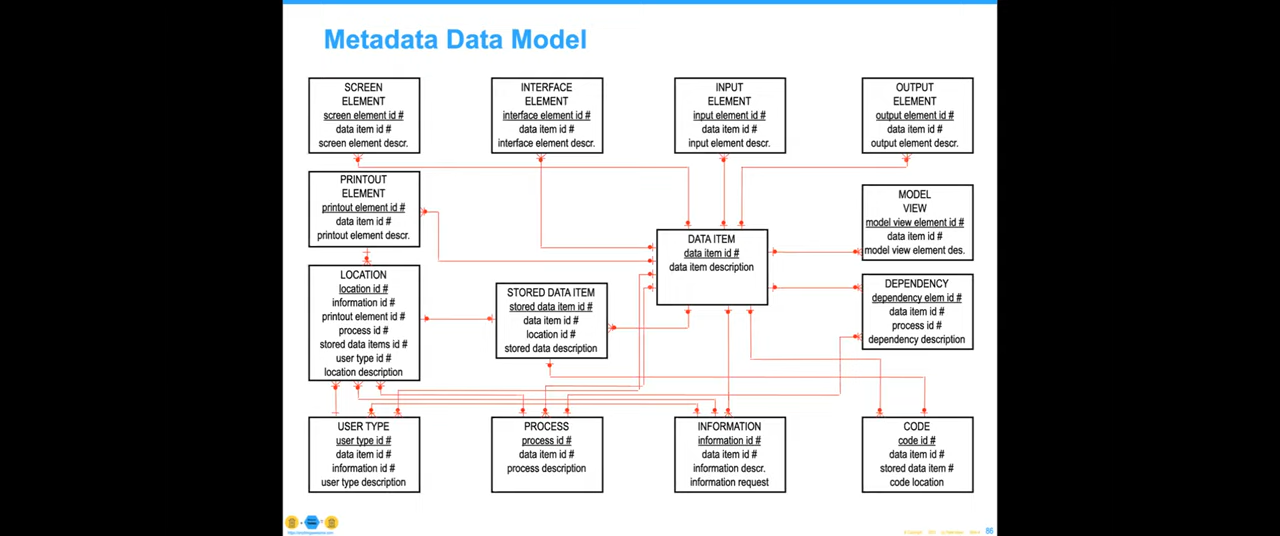 Metadata Data Model
SCREEN
ELEMENT
screen element id #
data item id #
screen element descr.
INTERFACE
ELEMENT
interface element id #
data item id #
interface element descr.
INPUT
ELEMENT
input element id #
data item id #
input element descr.
OUTPUT
ELEMENT
output element id #
data item id #
output element descr.
PRINTOUT
ELEMENT
printout element id #
data item id #
printout element descr.
MODEL
VIEW
model view element id #
data item id #
model view element des.
DATA ITEM
data item id #
data item description
LOCATION
location id #
information id #
printout element id #
process id #
stored data items id #
user type id #
location description
STORED DATA ITEM
stored data item id #
data item id #
location id #
stored data description
DEPENDENCY
dependency elem id #
data item id #
process id #
dependency description
USER TYPE
user type id #
data item id #
information id #
user type description
PROCESS
process id #
data item id #
process description
INFORMATION
information id #
data item id #
information descr.
information request
CODE
code id #
data item id #
stored data item #
code location
86